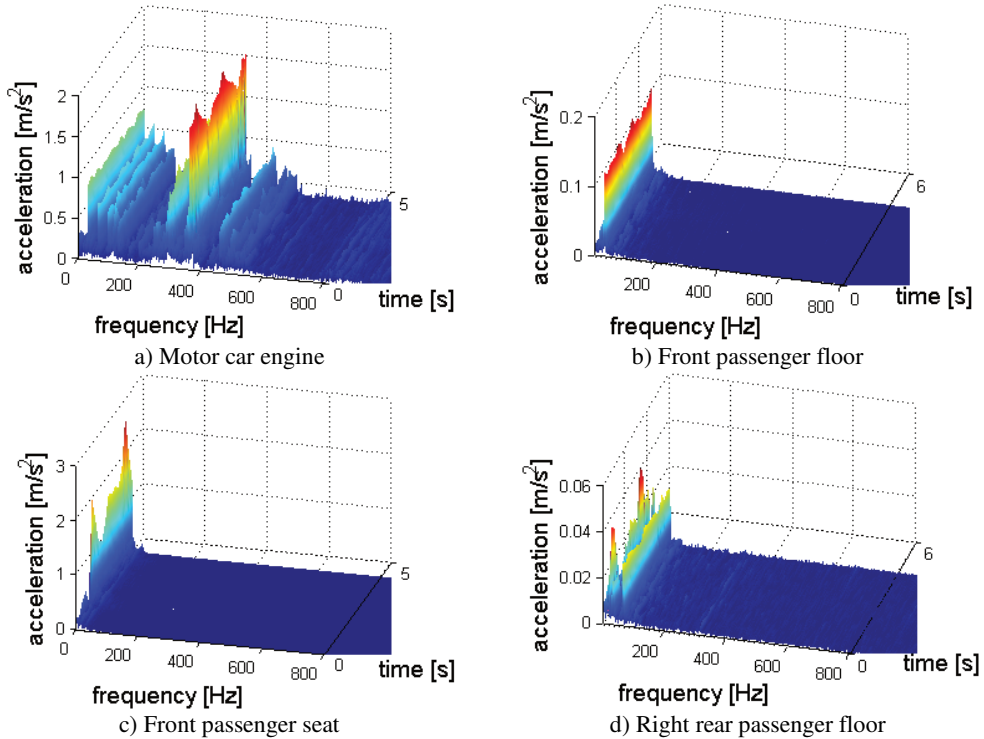 acceleration [m/s²]
2
1.5
1
0.5
0
0
200
400
600
800
0
5
time [s]
frequency [Hz]
a) Motor car engine
acceleration [m/s²]
0.2
0.1
0
0
200
400
600
800
0
6
time [s]
frequency [Hz]
b) Front passenger floor
acceleration [m/s²]
3
2
1
0
0
200
400
600
800
0
5
time [s]
frequency [Hz]
c) Front passenger seat
acceleration [m/s²]
0.06
0.04
0.02
0
0
200
400
600
800
0
6
time [s]
frequency [Hz]
d) Right rear passenger floor